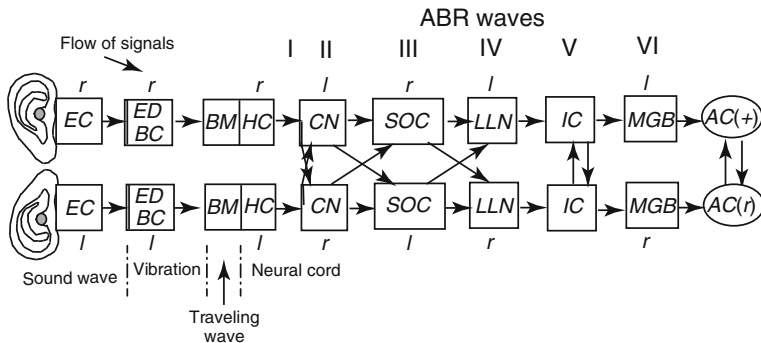 ABR waves
Flow of signals
I II III IV V VI
r r r l r l l
EC ED BC BM HC CN SOC LLN IC MGB AC(+)
EC ED BC BM HC CN SOC LLN IC MGB AC(r)
l l l r l r r
Sound wave Vibration Neural cord
Traveling
wave